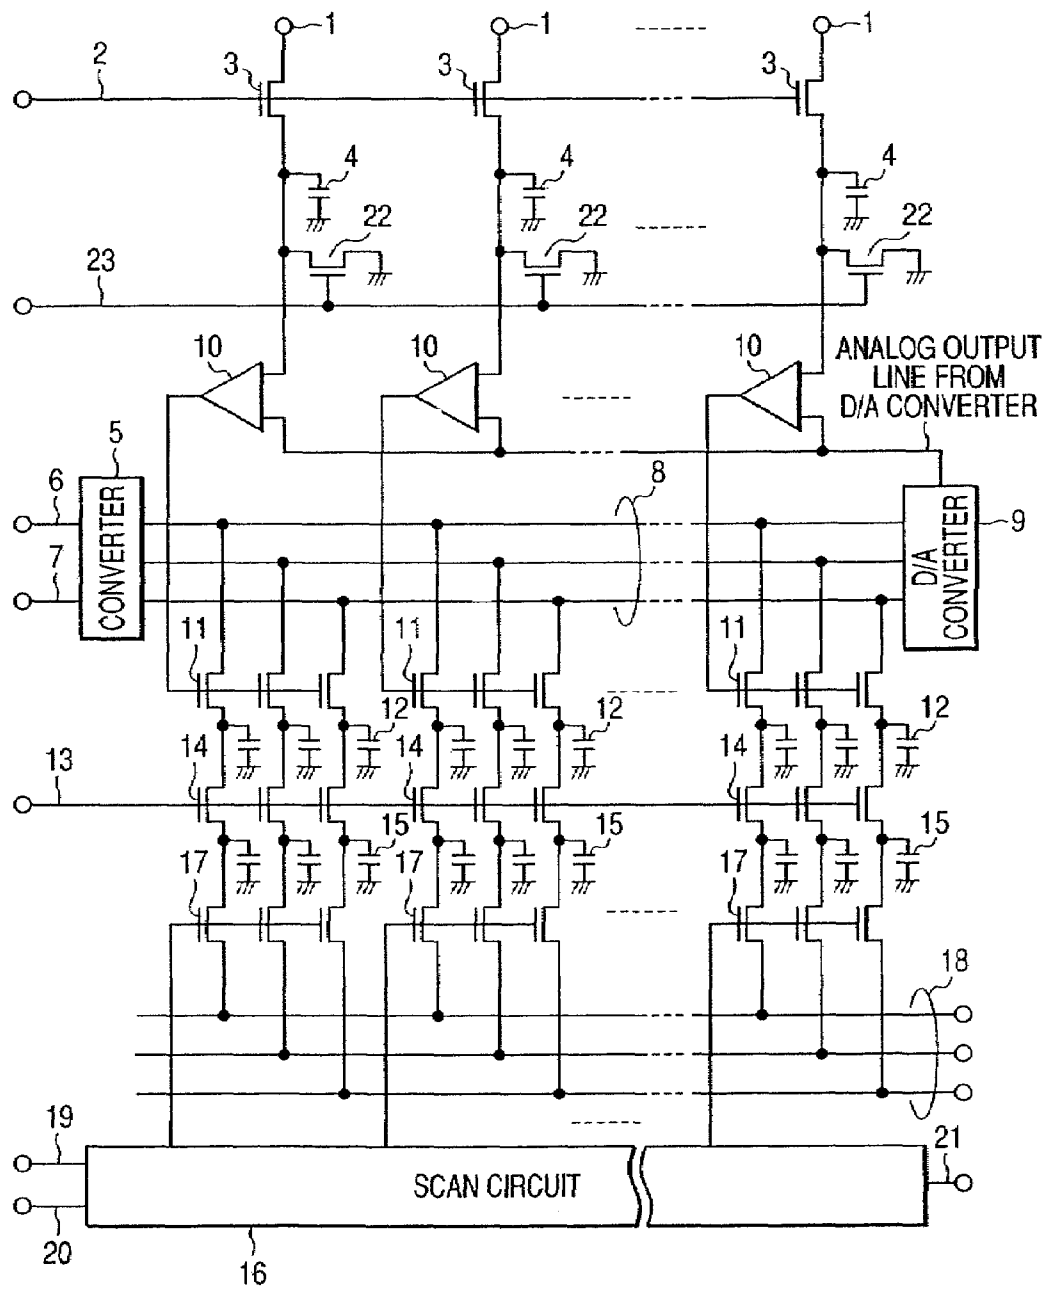 1 1 1
2 3 3 3
4 4 4
22 22 22
23
10 10 10 ANALOG OUTPUT
LINE FROM
D/A CONVERTER
5
6 8
CONVERTER D/A CONVERTER 9
7
11 11 11
12 12 12
13 14 14 14
15 15 15
17 17 17
18
19 21
SCAN CIRCUIT
20 16